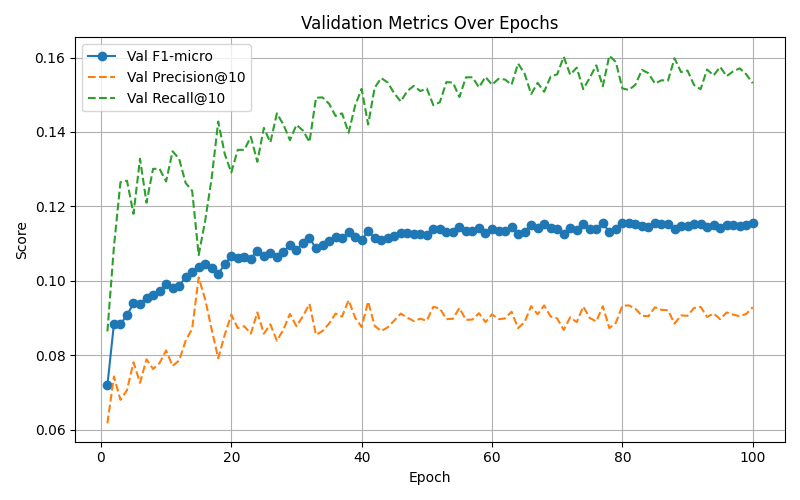 Validation Metrics Over Epochs
Val F1-micro
Val Precision@10
Val Recall@10
Score
0.16
0.14
0.12
0.10
0.08
0.06
0
20
40
60
80
100
Epoch